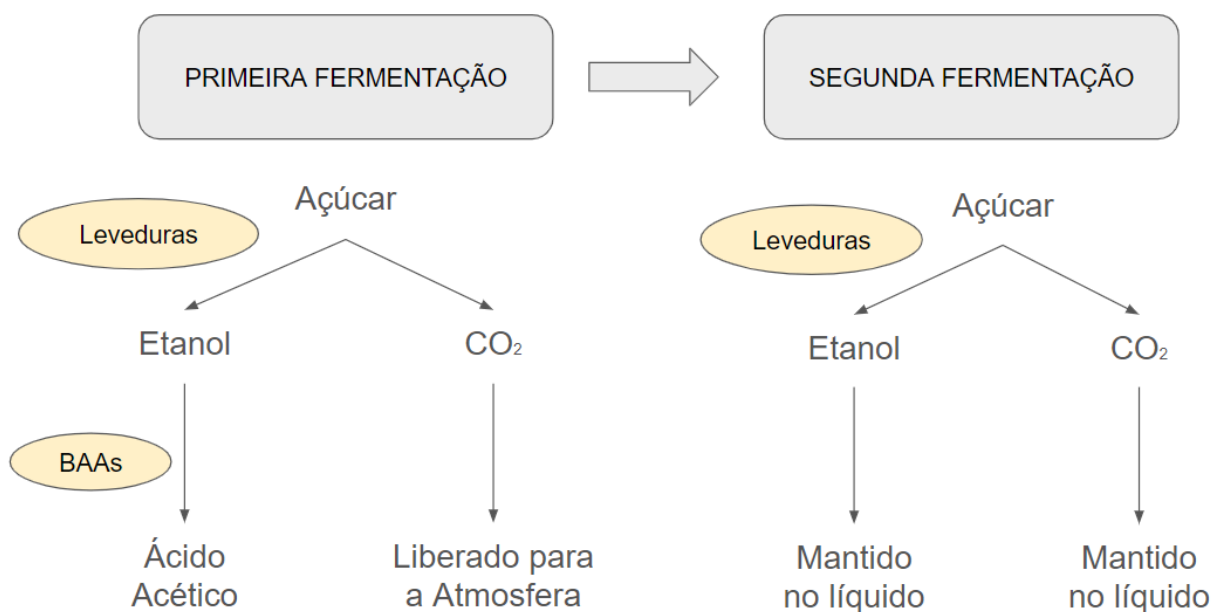 PRIMEIRA FERMENTAÇÃO
SEGUNDA FERMENTAÇÃO
Açúcar
Leveduras
Etanol
CO₂
BAAs
Ácido
Acético
Liberado para
a Atmosfera
Açúcar
Leveduras
Etanol
CO₂
Mantido
no líquido
Mantido
no líquido